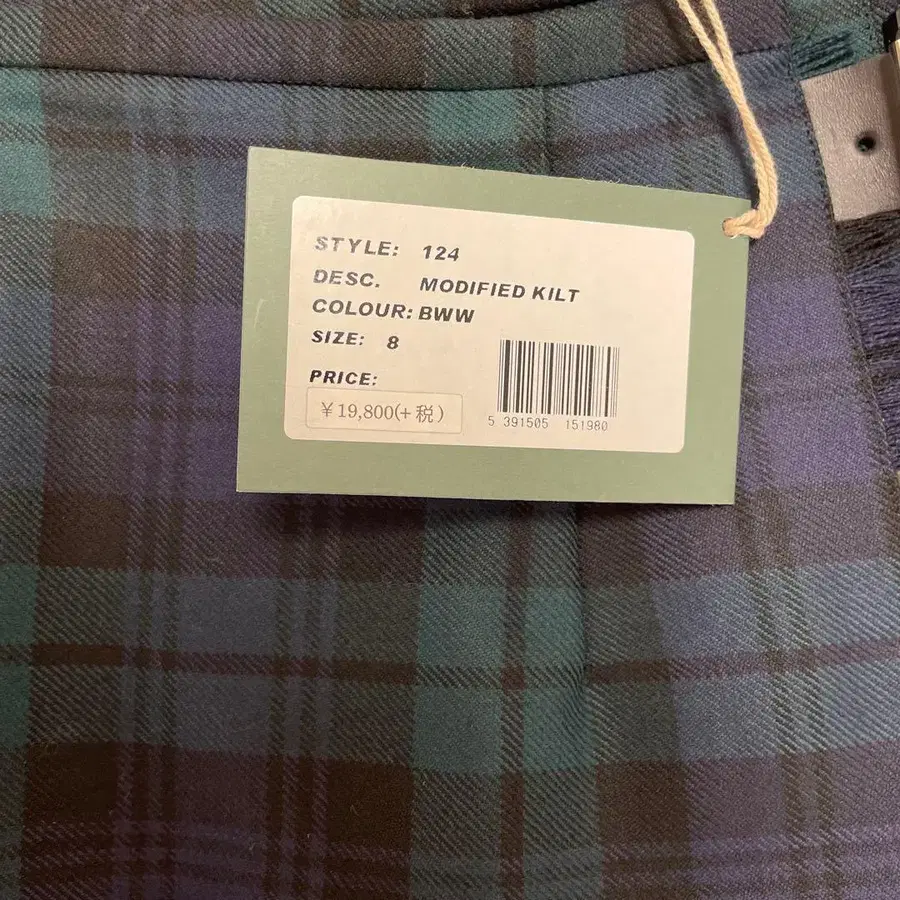 STYLE: 124
DESC. MODIFIED KILT
COLOUR: BWW
SIZE: 8
PRICE:
￥19,800(+税)
5 391505 151980